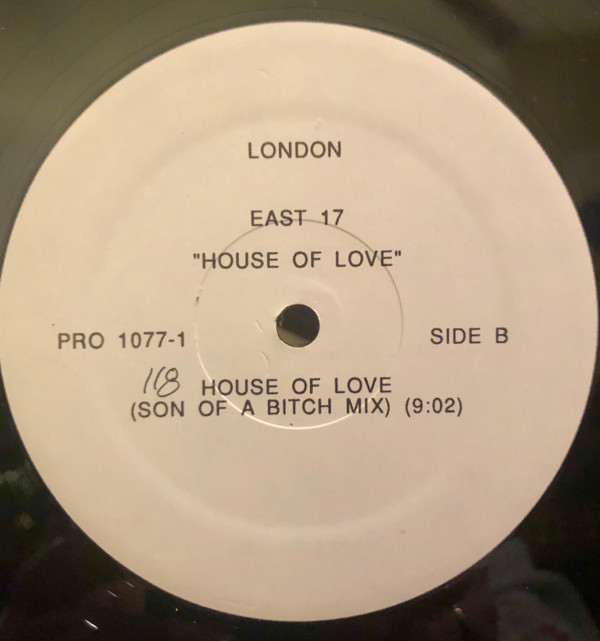 LONDON
EAST 17
"HOUSE OF LOVE"
PRO 1077-1 SIDE B
118 HOUSE OF LOVE
(SON OF A BITCH MIX) (9:02)